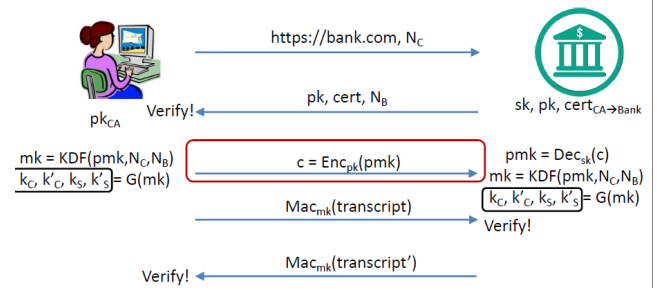 https://bank.com, N_C
$
pk, cert, N_B
Verify!
pk_CA
sk, pk, cert_CA→Bank
mk = KDF(pmk,N_C,N_B)
k_C, k'_C, k_S, k'_S = G(mk)
c = Enc_pk(pmk)
pmk = Dec_sk(c)
mk = KDF(pmk,N_C,N_B)
k_C, k'_C, k_S, k'_S = G(mk)
Mac_mk(transcript)
Verify!
Mac_mk(transcript’)
Verify!